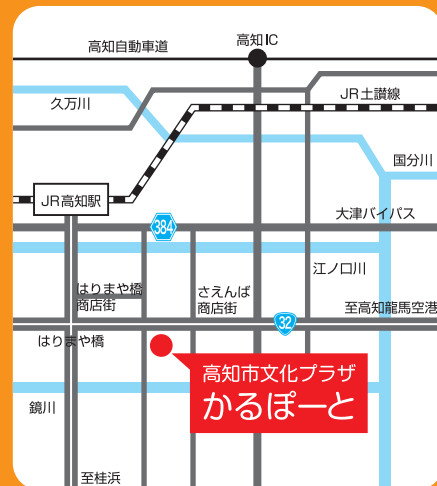 高知自動車道
高知IC
久万川
JR土讃線
国分川
JR高知駅
384
大津バイパス
江ノ口川
はりまや橋
商店街
さえんば
商店街
32
至高知龍馬空港
はりまや橋
高知市文化プラザ
かるぽーと
鏡川
至桂浜